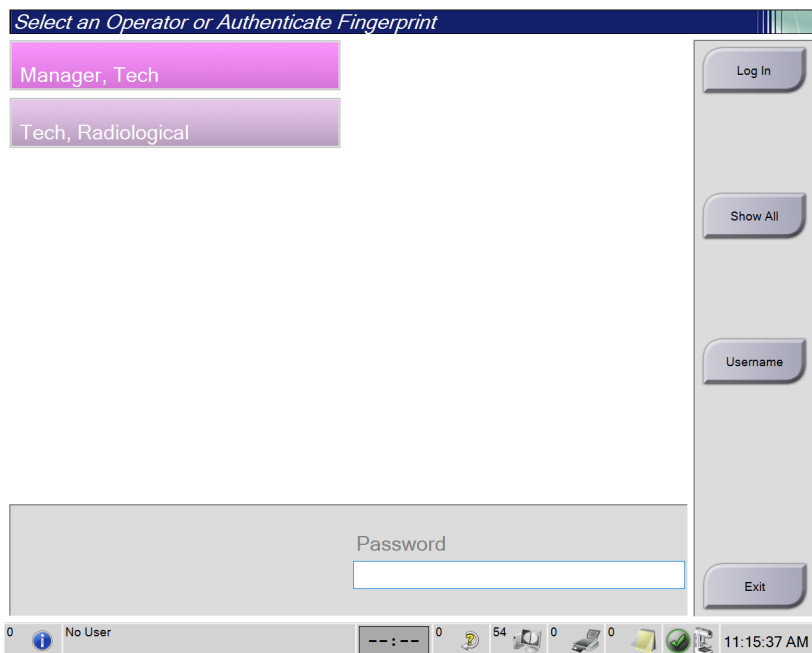 Select an Operator or Authenticate Fingerprint
Manager, Tech
Tech, Radiological
Log In
Show All
Username
Password
Exit
0
No User
--:--
0
54
0
0
11:15:37 AM